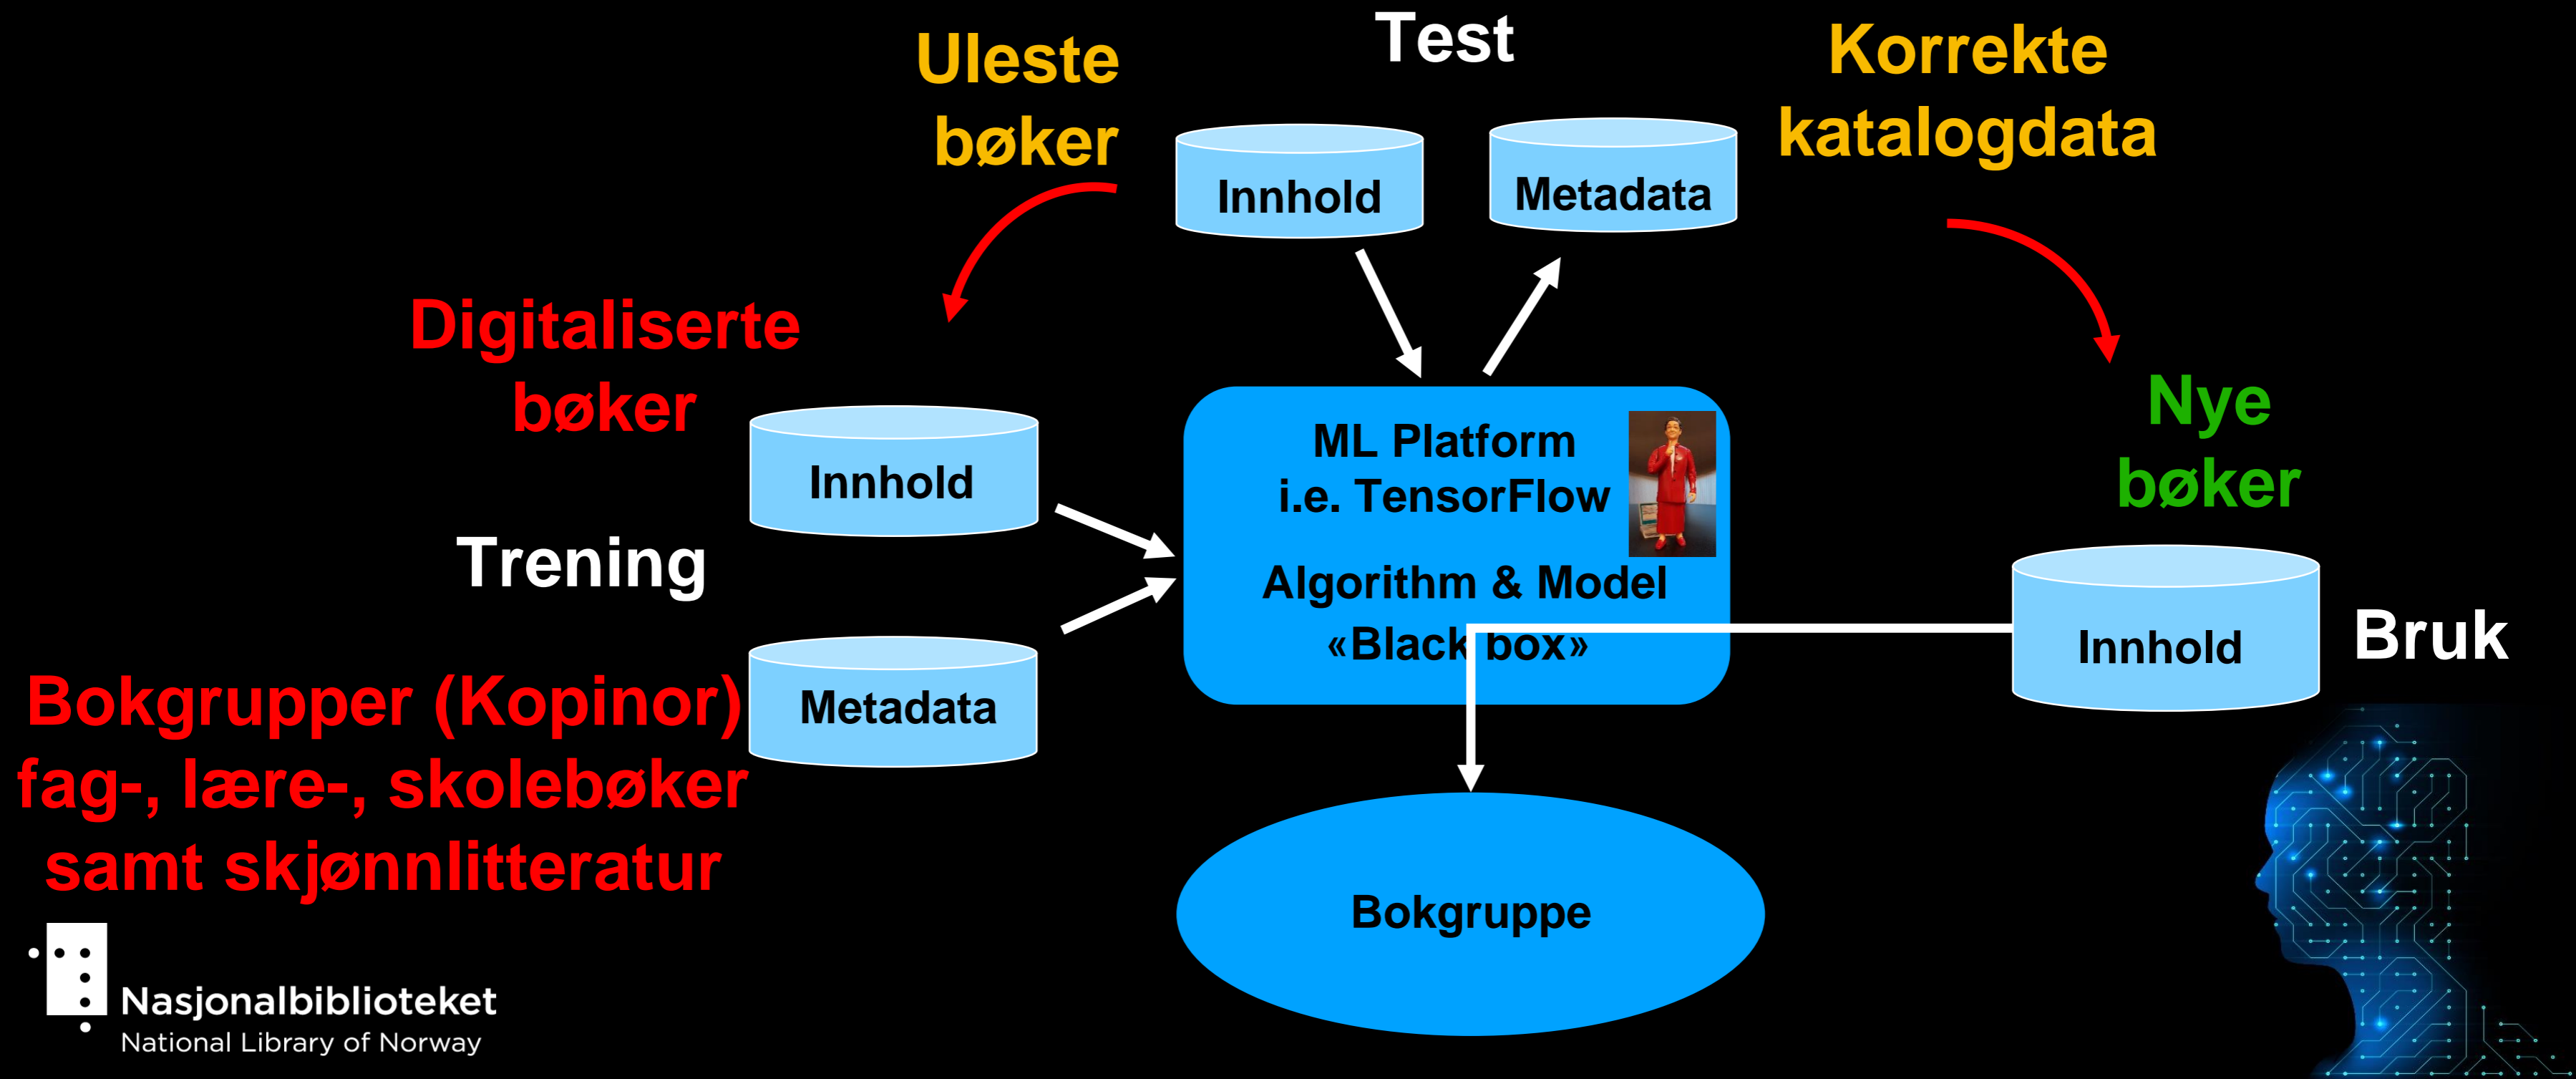 Test
Uleste
bøker
Korrekte
katalogdata
Innhold
Metadata
Digitaliserte
bøker
Innhold
Trening
Metadata
Bokgrupper (Kopinor)
fag-, lære-, skolebøker
samt skjønnlitteratur
ML Platform
i.e. TensorFlow
Algorithm & Model
«Black box»
Nye
bøker
Innhold
Bruk
Bokgruppe
Nasjonalbiblioteket
National Library of Norway